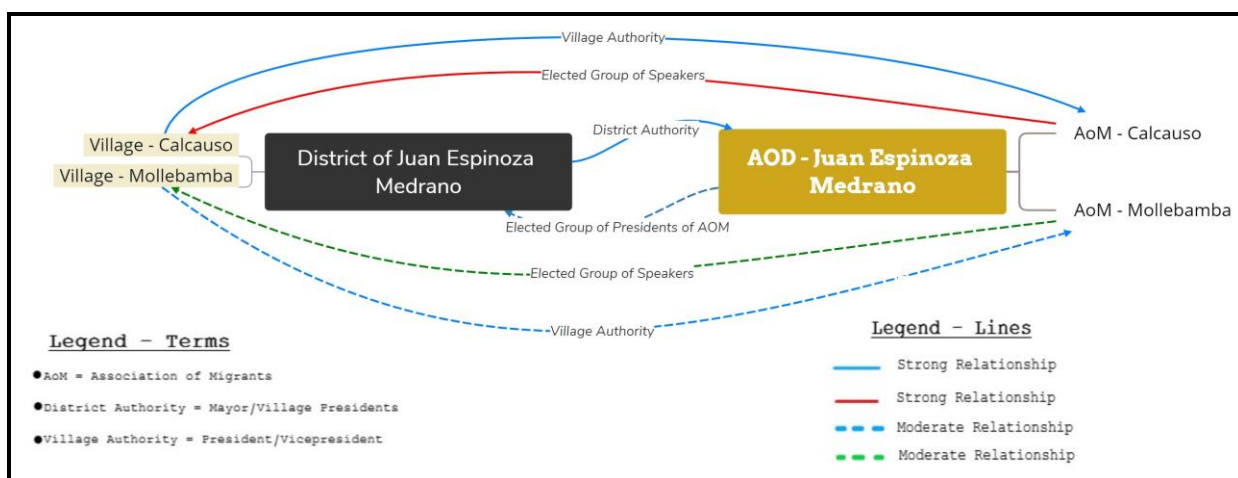 Village Authority
Elected Group of Speakers
District Authority
Village - Calcauso
Village - Mollebamba
District of Juan Espinoza
Medrano
AOD - Juan Espinoza
Medrano
AoM - Calcauso
AoM - Mollebamba
Elected Group of Presidents of AOM
Elected Group of Speakers
Village Authority
Legend - Terms
●AoM = Association of Migrants
●District Authority = Mayor/Village Presidents
●Village Authority = President/Vicepresident
Legend - Lines
Strong Relationship
Strong Relationship
Moderate Relationship
Moderate Relationship